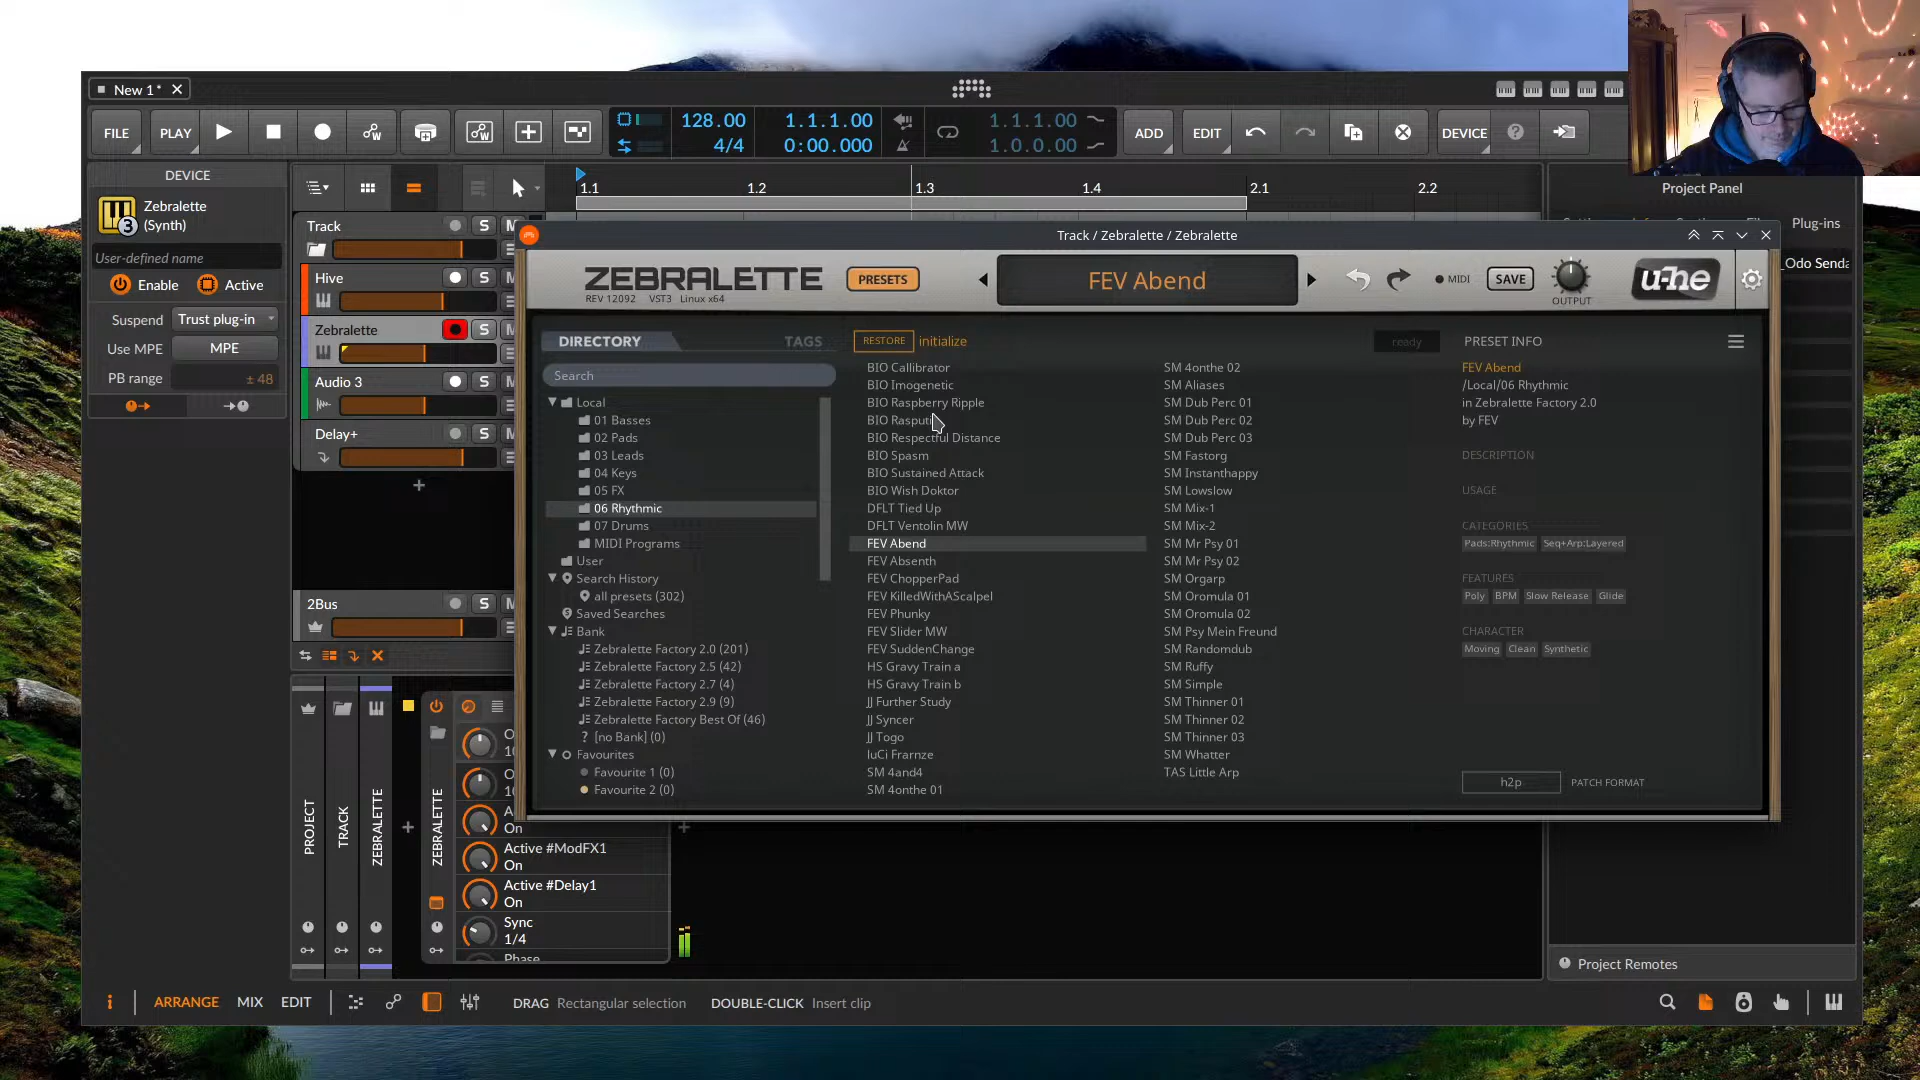 New 1*
FILE
PLAY
128.00
4/4
1.1.1.00
0:00.000
1.1.1.00
1.0.0.00
ADD
EDIT
DEVICE
DEVICE
Zebralette
(Synth)
User-defined name
Enable
Active
Suspend
Trust plug-in
Use MPE
MPE
PB range
± 48
1.1
1.2
1.3
1.4
2.1
2.2
Track
S
Hive
S
Zebralette
S
Audio 3
S
Delay+
S
2Bus
S
Project Panel
Plug-ins
_Odo Senda
Project Remotes
Track / Zebralette / Zebralette
ZEBRALETTE
REV 12092 VST3 Linux x64
PRESETS
FEV Abend
MIDI
SAVE
OUTPUT
u-he
DIRECTORY
TAGS
Search
Local
01 Basses
02 Pads
03 Leads
04 Keys
05 FX
06 Rhythmic
07 Drums
MIDI Programs
User
Search History
all presets (302)
Saved Searches
Bank
Zebralette Factory 2.0 (201)
Zebralette Factory 2.5 (42)
Zebralette Factory 2.7 (4)
Zebralette Factory 2.9 (9)
Zebralette Factory Best Of (46)
? [no Bank] (0)
Favourites
Favourite 1 (0)
Favourite 2 (0)
RESTORE
initialize
ready
BIO Callibrator
BIO Imogenetic
BIO Raspberry Ripple
BIO Respectful Distance
BIO Spasm
BIO Sustained Attack
BIO Wish Doktor
DFLT Tied Up
DFLT Ventolin MW
FEV Abend
FEV Absenth
FEV ChopperPad
FEV KilledWithAScalpel
FEV Phunky
FEV Slider MW
FEV SuddenChange
HS Gravy Train a
HS Gravy Train b
JJ Further Study
JJ Syncer
JJ Togo
luCi Frarnze
SM 4and4
SM 4onthe 01
SM 4onthe 02
SM Aliases
SM Dub Perc 01
SM Dub Perc 02
SM Dub Perc 03
SM Fastorg
SM Instanthappy
SM Lowslow
SM Mix-1
SM Mix-2
SM Mr Psy 01
SM Mr Psy 02
SM Orgarp
SM Oromula 01
SM Oromula 02
SM Psy Mein Freund
SM Randomdub
SM Ruffy
SM Simple
SM Thinner 01
SM Thinner 02
SM Thinner 03
SM Whatter
TAS Little Arp
PRESET INFO
FEV Abend
/Local/06 Rhythmic
in Zebralette Factory 2.0
by FEV
DESCRIPTION
USAGE
CATEGORIES
Pads:Rhythmic Seq+Arp:Layered
FEATURES
Poly BPM Slow Release Glide
CHARACTER
Moving Clean Synthetic
h2p
PATCH FORMAT
PROJECT
TRACK
ZEBRALETTE
ZEBRALETTE
On
Active #ModFX1
On
Active #Delay1
On
Sync
1/4
Phase
ARRANGE
MIX
EDIT
DRAG Rectangular selection
DOUBLE-CLICK Insert clip